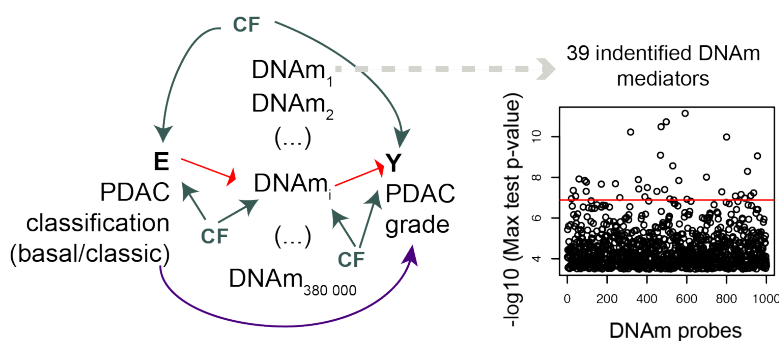 CF
DNAm1
DNAm2
(...)
E
DNAmi
Y
PDAC
classification
(basal/classic)
PDAC
grade
CF
(...)
CF
DNAm380 000
39 indentified DNAm
mediators
-log10 (Max test p-value)
4
6
8
10
0
200
400
600
800
1000
DNAm probes